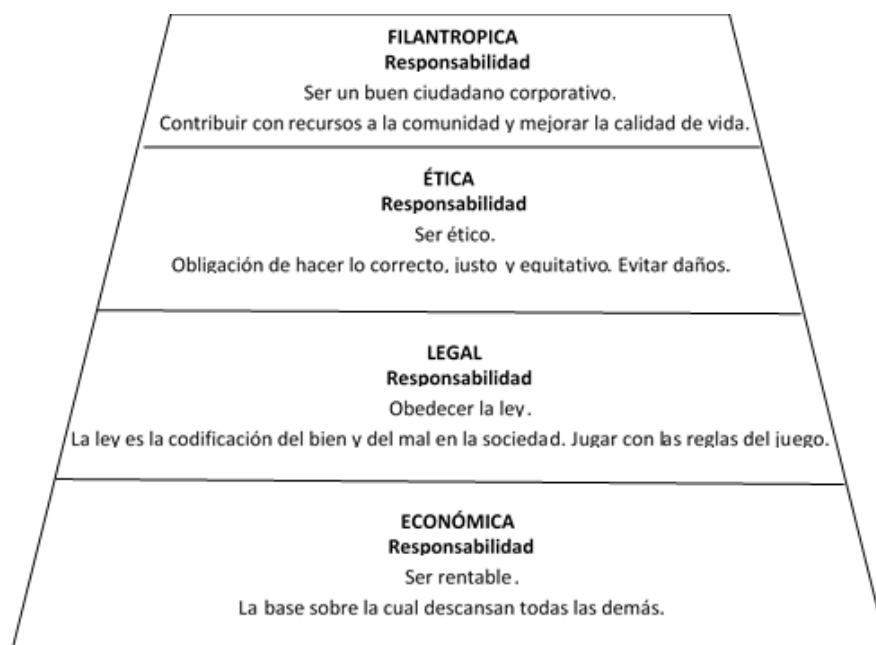 FILANTROPICA
Responsabilidad
Ser un buen ciudadano corporativo.
Contribuir con recursos a la comunidad y mejorar la calidad de vida.
ÉTICA
Responsabilidad
Ser ético.
Obligación de hacer lo correcto, justo y equitativo. Evitar daños.
LEGAL
Responsabilidad
Obedecer la ley.
La ley es la codificación del bien y del mal en la sociedad. Jugar con las reglas del juego.
ECONÓMICA
Responsabilidad
Ser rentable.
La base sobre la cual descansan todas las demás.